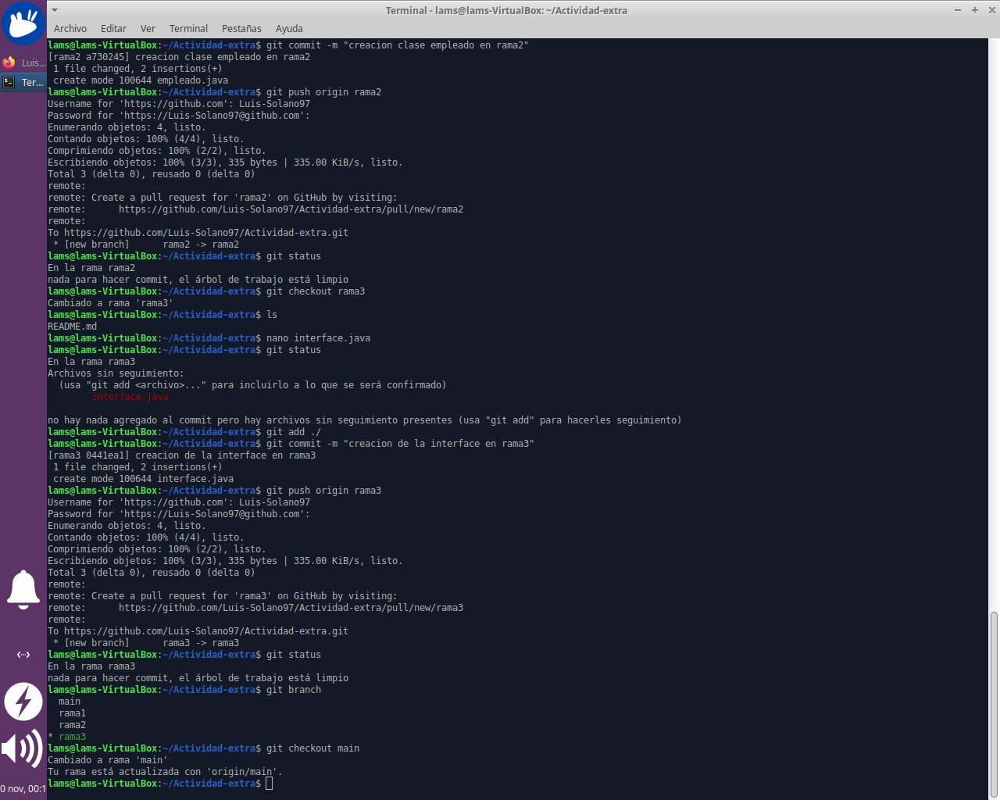 Terminal - lams@lams-VirtualBox: ~/Actividad-extra
Archivo Editar Ver Terminal Pestañas Ayuda
Luis...
Ter...
lams@lams-VirtualBox:~/Actividad-extra$ git commit -m "creacion clase empleado en rama2"
[rama2 a730245] creacion clase empleado en rama2
 1 file changed, 2 insertions(+)
 create mode 100644 empleado.java
lams@lams-VirtualBox:~/Actividad-extra$ git push origin rama2
Username for 'https://github.com': Luis-Solano97
Password for 'https://Luis-Solano97@github.com':
Enumerando objetos: 4, listo.
Contando objetos: 100% (4/4), listo.
Comprimiendo objetos: 100% (2/2), listo.
Escribiendo objetos: 100% (3/3), 335 bytes | 335.00 KiB/s, listo.
Total 3 (delta 0), reusado 0 (delta 0)
remote:
remote: Create a pull request for 'rama2' on GitHub by visiting:
remote:      https://github.com/Luis-Solano97/Actividad-extra/pull/new/rama2
remote:
To https://github.com/Luis-Solano97/Actividad-extra.git
 * [new branch]      rama2 -> rama2
lams@lams-VirtualBox:~/Actividad-extra$ git status
En la rama rama2
nada para hacer commit, el árbol de trabajo está limpio
lams@lams-VirtualBox:~/Actividad-extra$ git checkout rama3
Cambiado a rama 'rama3'
lams@lams-VirtualBox:~/Actividad-extra$ ls
README.md
lams@lams-VirtualBox:~/Actividad-extra$ nano interface.java
lams@lams-VirtualBox:~/Actividad-extra$ git status
En la rama rama3
Archivos sin seguimiento:
  (usa "git add <archivo>..." para incluirlo a lo que se será confirmado)
        interface.java
no hay nada agregado al commit pero hay archivos sin seguimiento presentes (usa "git add" para hacerles seguimiento)
lams@lams-VirtualBox:~/Actividad-extra$ git add ./
lams@lams-VirtualBox:~/Actividad-extra$ git commit -m "creacion de la interface en rama3"
[rama3 0441ea1] creacion de la interface en rama3
 1 file changed, 2 insertions(+)
 create mode 100644 interface.java
lams@lams-VirtualBox:~/Actividad-extra$ git push origin rama3
Username for 'https://github.com': Luis-Solano97
Password for 'https://Luis-Solano97@github.com':
Enumerando objetos: 4, listo.
Contando objetos: 100% (4/4), listo.
Comprimiendo objetos: 100% (2/2), listo.
Escribiendo objetos: 100% (3/3), 335 bytes | 335.00 KiB/s, listo.
Total 3 (delta 0), reusado 0 (delta 0)
remote:
remote: Create a pull request for 'rama3' on GitHub by visiting:
remote:      https://github.com/Luis-Solano97/Actividad-extra/pull/new/rama3
remote:
To https://github.com/Luis-Solano97/Actividad-extra.git
 * [new branch]      rama3 -> rama3
lams@lams-VirtualBox:~/Actividad-extra$ git status
En la rama rama3
nada para hacer commit, el árbol de trabajo está limpio
lams@lams-VirtualBox:~/Actividad-extra$ git branch
  main
  rama1
  rama2
* rama3
lams@lams-VirtualBox:~/Actividad-extra$ git checkout main
Cambiado a rama 'main'
Tu rama está actualizada con 'origin/main'.
lams@lams-VirtualBox:~/Actividad-extra$
0 nov, 00:1